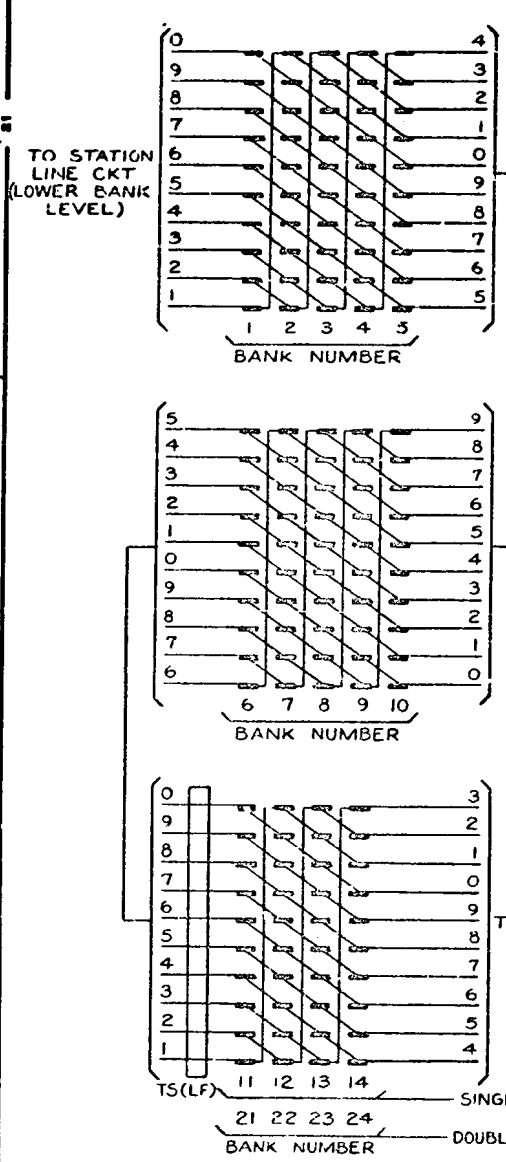 0 4
9 3
8 2
7 1
6 0
5 9
4 8
3 7
2 6
1 5
21
TO STATION
LINE CKT
(LOWER BANK
LEVEL)
1 2 3 4 5
BANK NUMBER
5 9
4 8
3 7
2 6
1 5
0 4
9 3
8 2
7 1
6 0
6 7 8 9 10
BANK NUMBER
0 3
9 2
8 1
7 0
6 9
5 8
4 7
3 6
2 5
1 4
T
TS(LF)
11 12 13 14
SINGL
21 22 23 24
DOUBL
BANK NUMBER